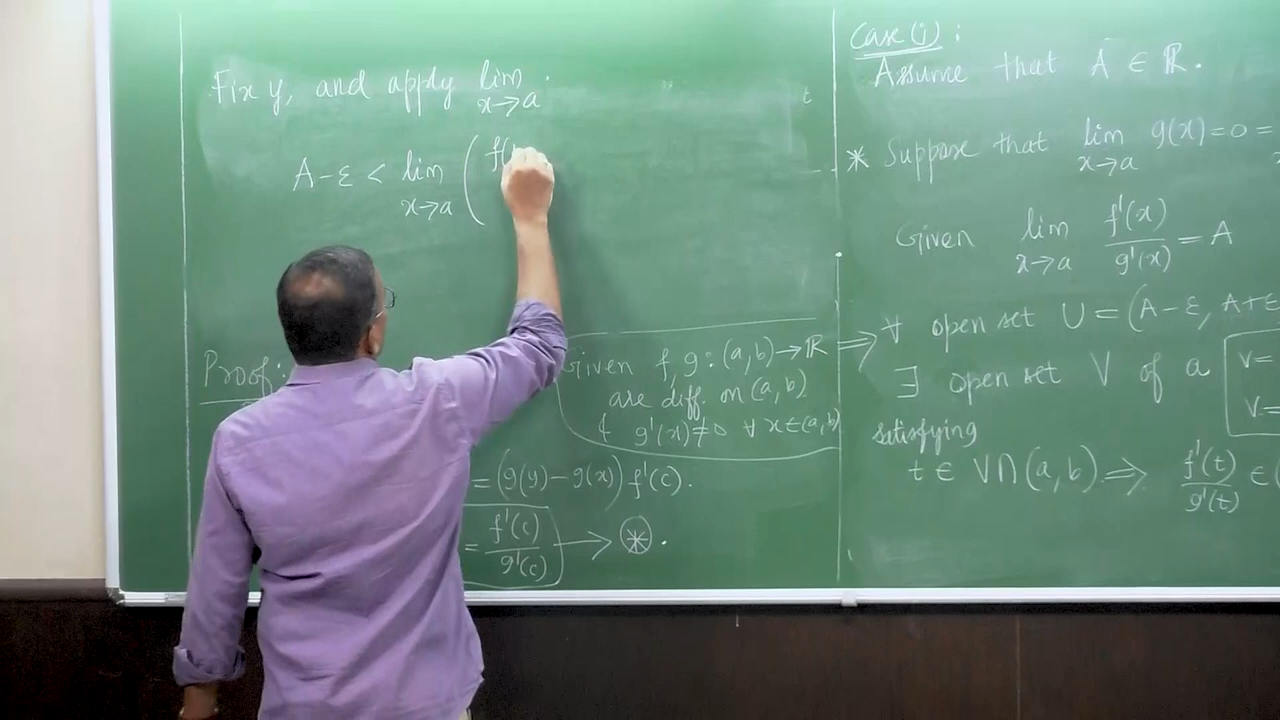 Fix y, and apply lim
x→a
A-ε < lim ( f(
x→a
Proof:
Given f, g : (a,b)→ℝ
are diff. on (a,b)
& g'(x)≠0 ∀ x∈(a,b)
= (g(y)-g(x)) f'(c).
= f'(c)/g'(c) → ⊛.
Case (i) :
Assume that A ∈ ℝ.
* Suppose that lim g(x)=0=
x→a
Given lim f'(x)/g'(x) = A
x→a
⇒ ∀ open set U = (A-ε, A+ε
∃ open set V of a
V=
V=
satisfying
t ∈ V∩(a,b) ⇒ f'(t)/g'(t) ∈ (